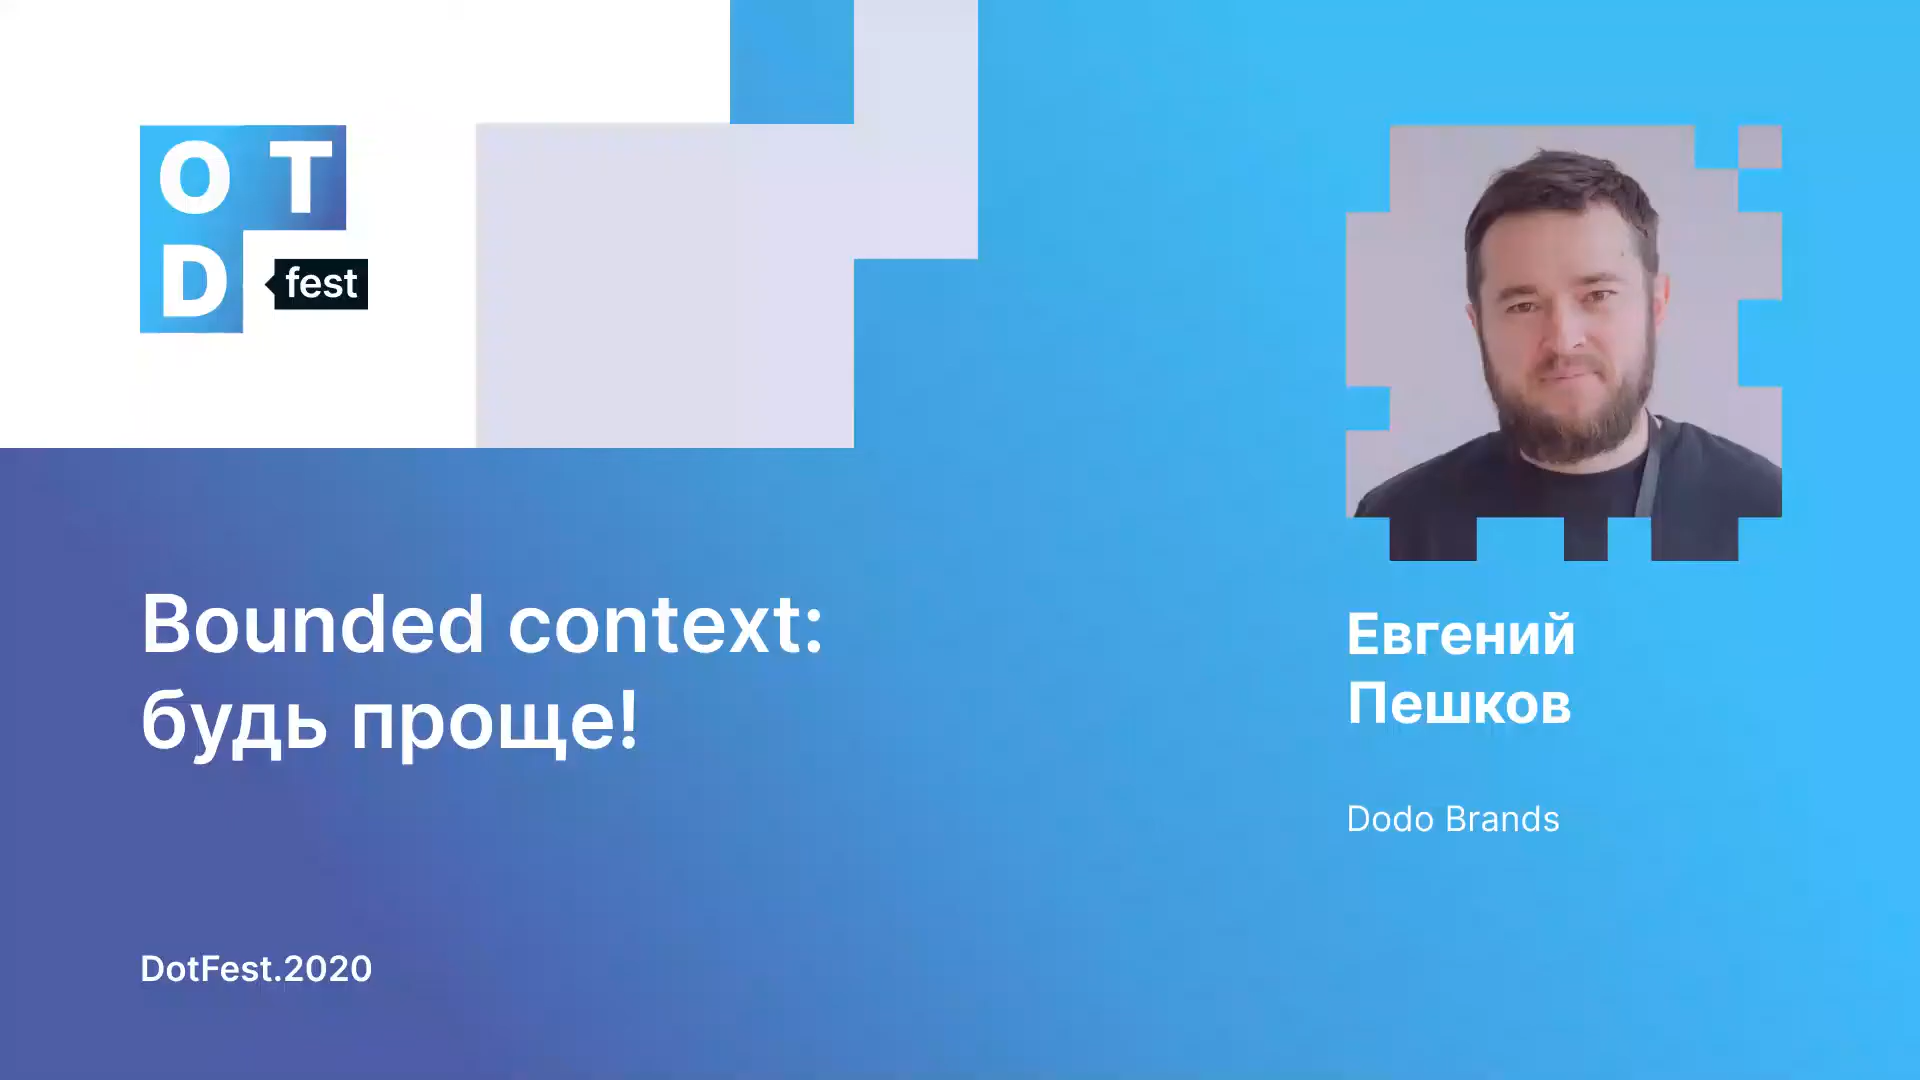 O T
D fest
Bounded context:
будь проще!
Евгений
Пешков
Dodo Brands
DotFest.2020